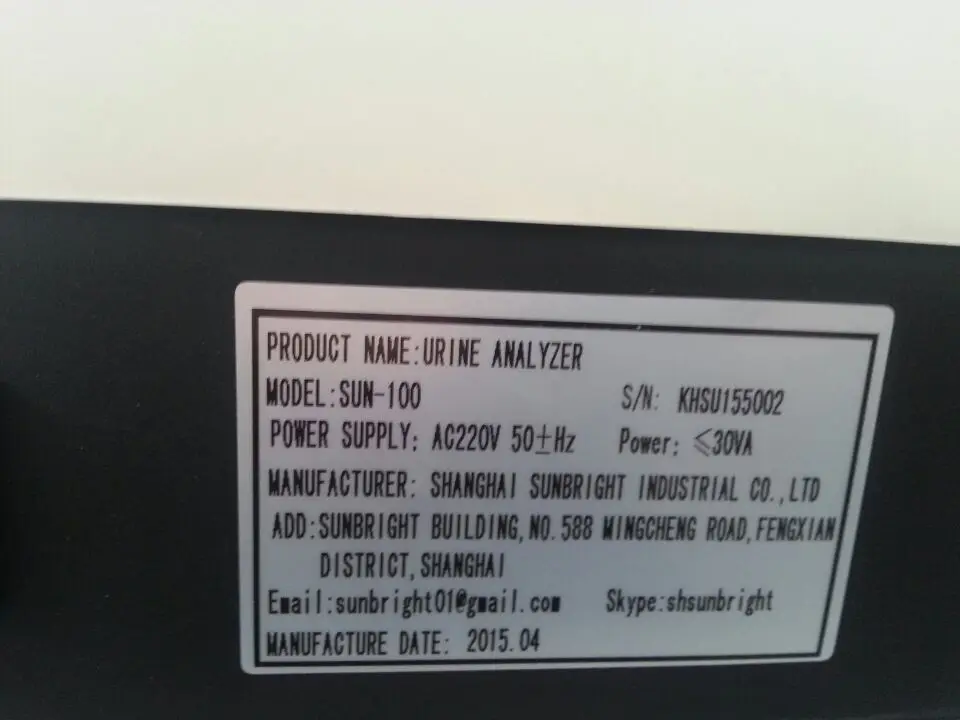 PRODUCT NAME:URINE ANALYZER
MODEL:SUN-100 S/N: KHSU155002
POWER SUPPLY: AC220V 50±Hz Power: ≤30VA
MANUFACTURER: SHANGHAI SUNBRIGHT INDUSTRIAL CO.,LTD
ADD:SUNBRIGHT BUILDING,NO.588 MINGCHENG ROAD,FENGXIAN
DISTRICT,SHANGHAI
Email:sunbright01@gmail.com Skype:shsunbright
MANUFACTURE DATE: 2015.04